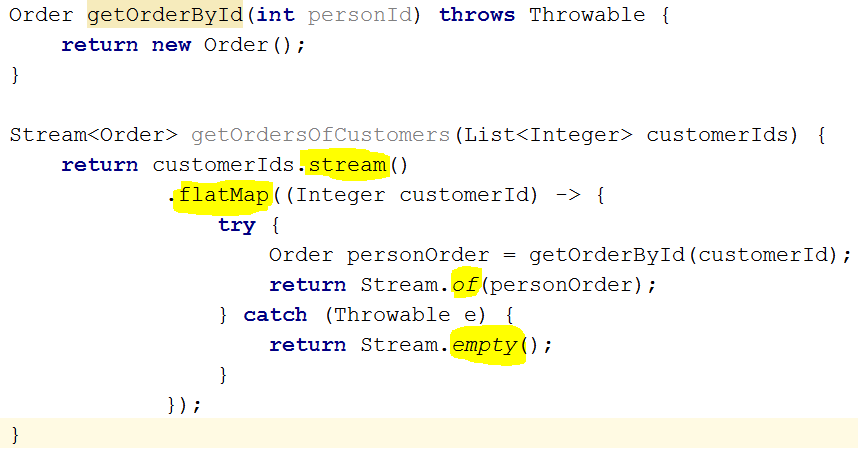 Order getOrderById(int personId) throws Throwable {
    return new Order();
}

Stream<Order> getOrdersOfCustomers(List<Integer> customerIds) {
    return customerIds.stream()
            .flatMap((Integer customerId) -> {
                try {
                    Order personOrder = getOrderById(customerId);
                    return Stream.of(personOrder);
                } catch (Throwable e) {
                    return Stream.empty();
                }
            });
}